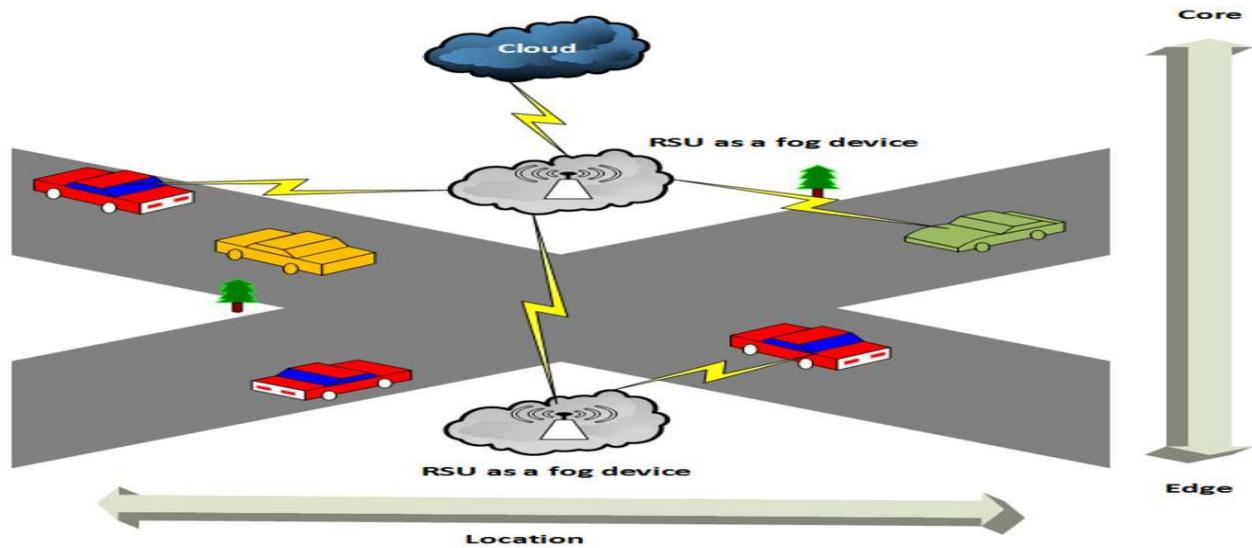 Core
Cloud
RSU as a fog device
RSU as a fog device
Edge
Location